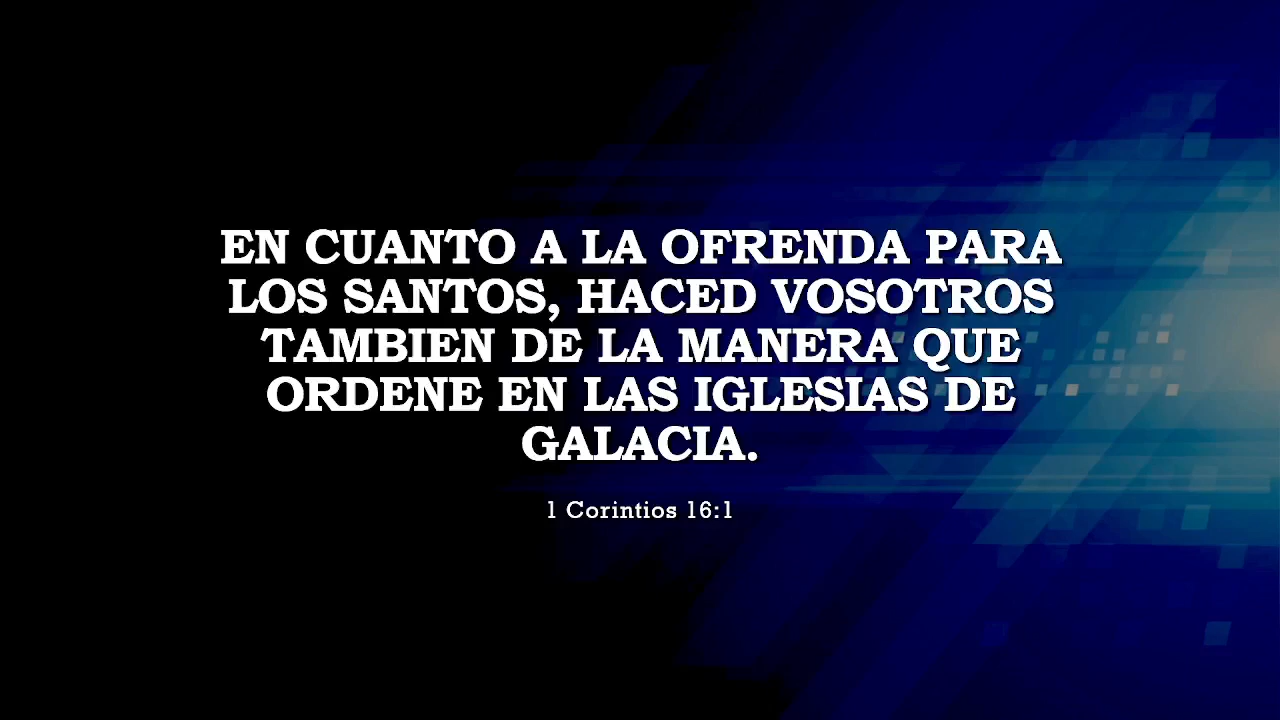 EN CUANTO A LA OFRENDA PARA
LOS SANTOS, HACED VOSOTROS
TAMBIEN DE LA MANERA QUE
ORDENE EN LAS IGLESIAS DE
GALACIA.
1 Corintios 16:1